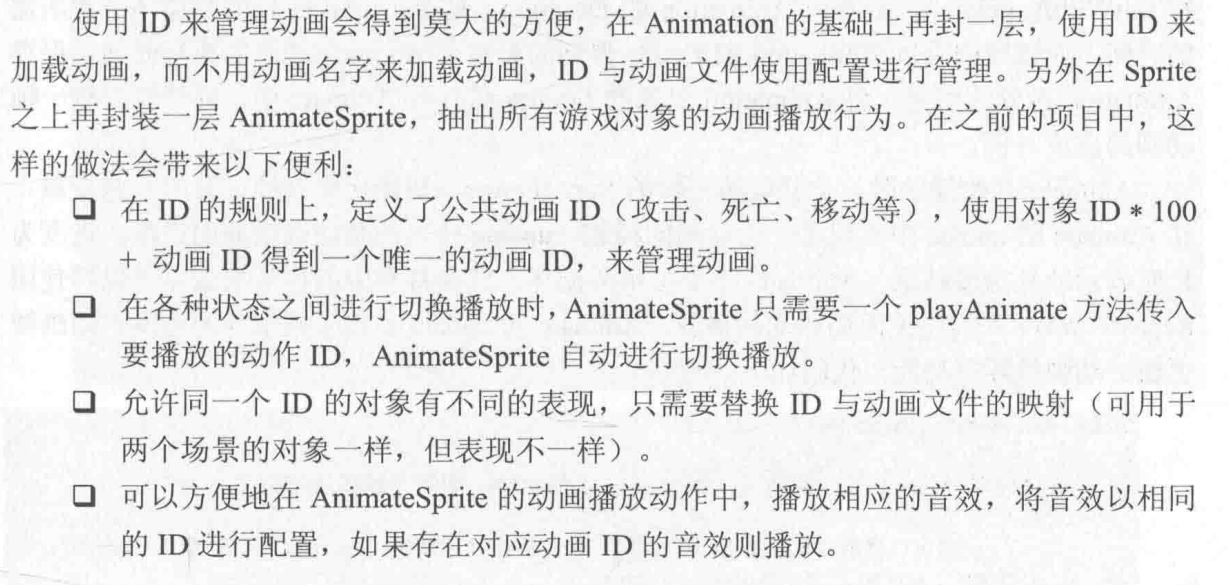 使用 ID 来管理动画会得到莫大的方便，在 Animation 的基础上再封一层，使用 ID 来
加载动画，而不用动画名字来加载动画，ID 与动画文件使用配置进行管理。另外在 Sprite
之上再封装一层 AnimateSprite，抽出所有游戏对象的动画播放行为。在之前的项目中，这
样的做法会带来以下便利：
❑ 在 ID 的规则上，定义了公共动画 ID（攻击、死亡、移动等），使用对象 ID * 100
+ 动画 ID 得到一个唯一的动画 ID，来管理动画。
❑ 在各种状态之间进行切换播放时，AnimateSprite 只需要一个 playAnimate 方法传入
要播放的动作 ID，AnimateSprite 自动进行切换播放。
❑ 允许同一个 ID 的对象有不同的表现，只需要替换 ID 与动画文件的映射（可用于
两个场景的对象一样，但表现不一样）。
❑ 可以方便地在 AnimateSprite 的动画播放动作中，播放相应的音效，将音效以相同
的 ID 进行配置，如果存在对应动画 ID 的音效则播放。